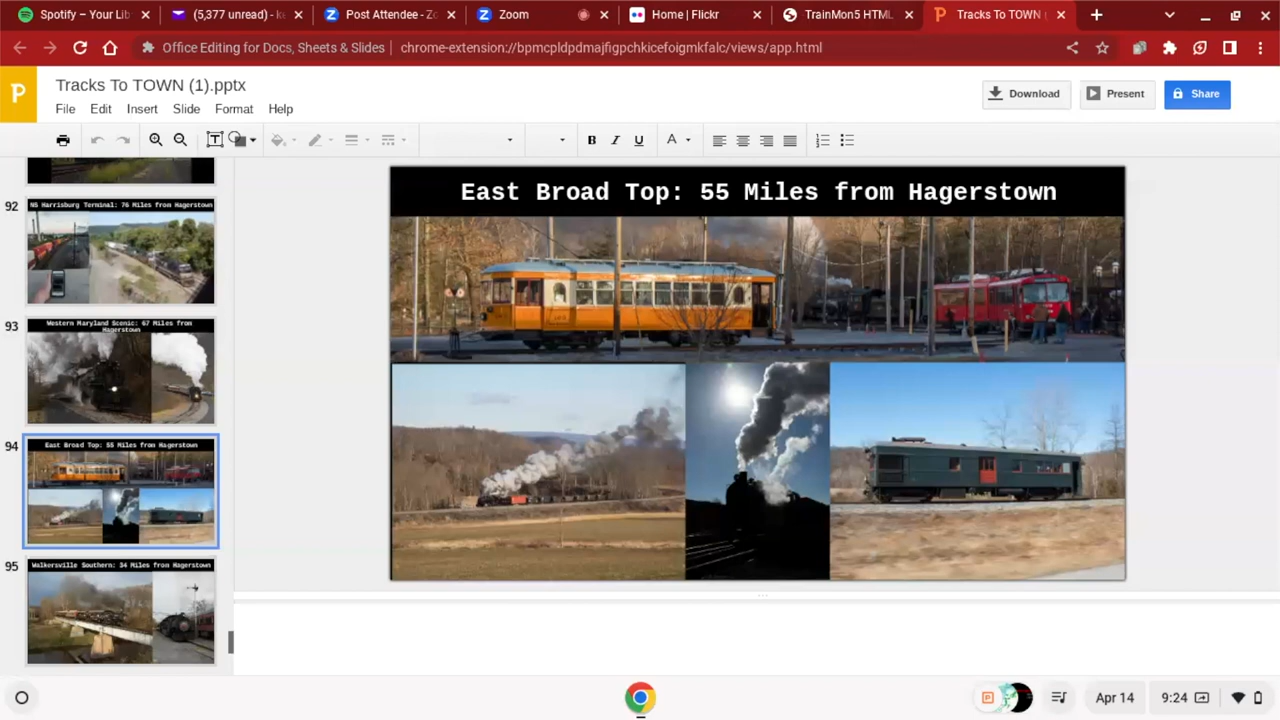 Spotify – Your Lib
(5,377 unread) - ke
Post Attendee - Zo
Zoom
Home | Flickr
TrainMon5 HTML
Tracks To TOWN
Office Editing for Docs, Sheets & Slides
chrome-extension://bpmcpldpdmajfigpchkicefoigmkfalc/views/app.html
Tracks To TOWN (1).pptx
File Edit Insert Slide Format Help
Download
Present
Share
92
NS Harrisburg Terminal: 76 Miles from Hagerstown
93
Western Maryland Scenic: 67 Miles from
Hagerstown
94
East Broad Top: 55 Miles from Hagerstown
95
Walkersville Southern: 34 Miles from Hagerstown
East Broad Top: 55 Miles from Hagerstown
Apr 14
9:24